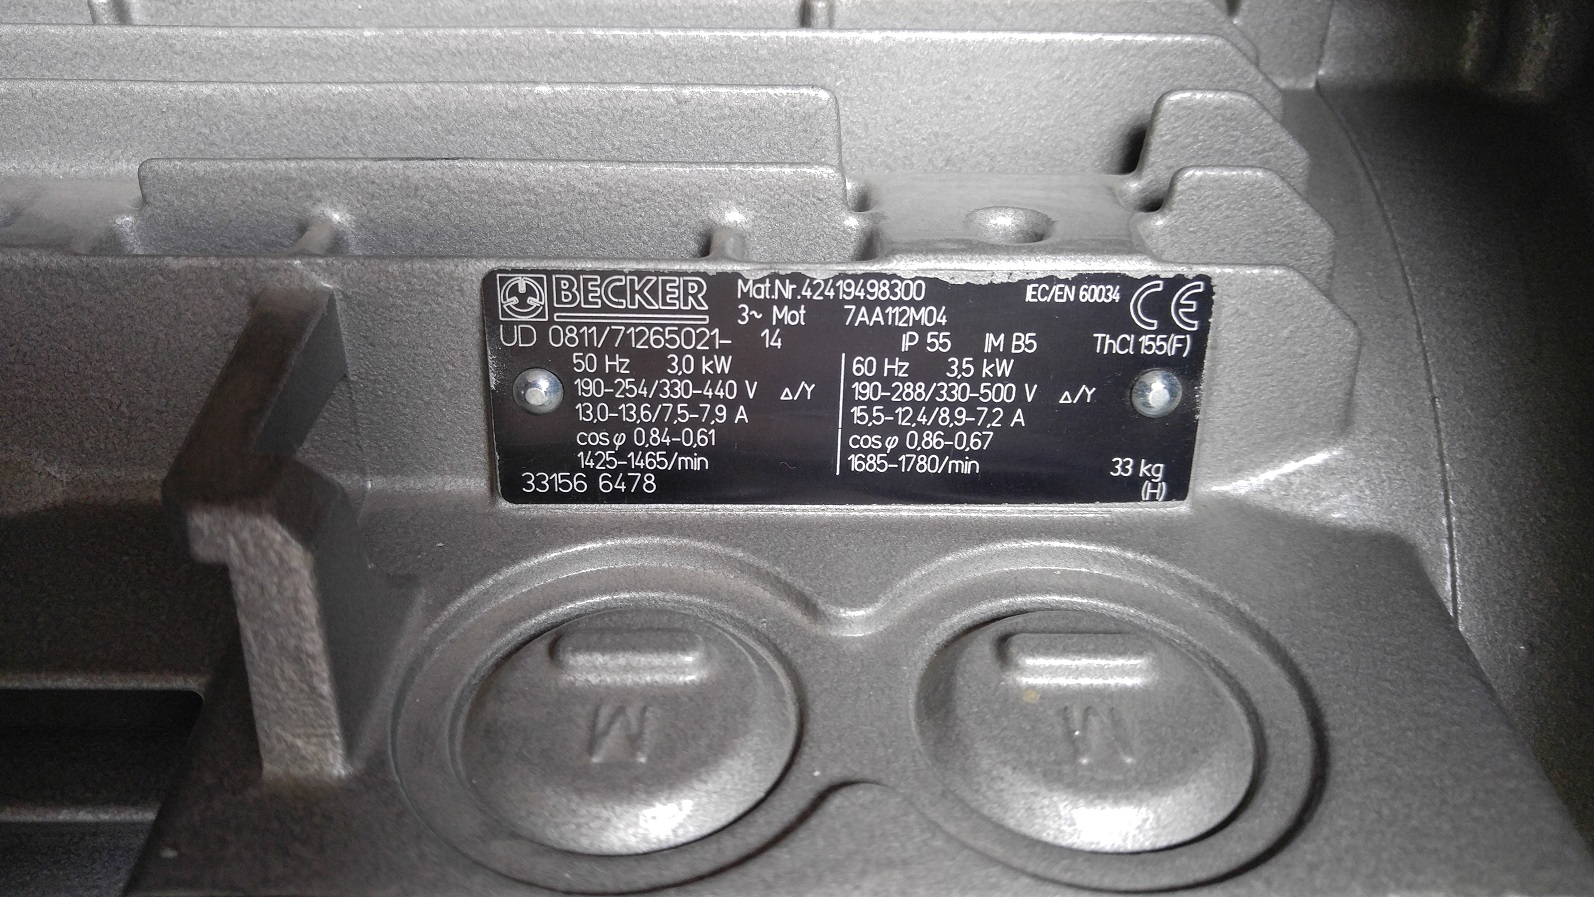 BECKER Mat.Nr.42419498300 IEC/EN 60034 CE
3~ Mot 7AA112M04
UD 0811/71265021- 14 IP 55 IM B5 ThCl 155(F)
50 Hz 3,0 kW
190-254/330-440 V Δ/Y
13,0-13,6/7,5-7,9 A
cos φ 0,84-0,61
1425-1465/min
60 Hz 3,5 kW
190-288/330-500 V Δ/Y
15,5-12,4/8,9-7,2 A
cos φ 0,86-0,67
1685-1780/min
33156 6478
33 kg
(H)
M M